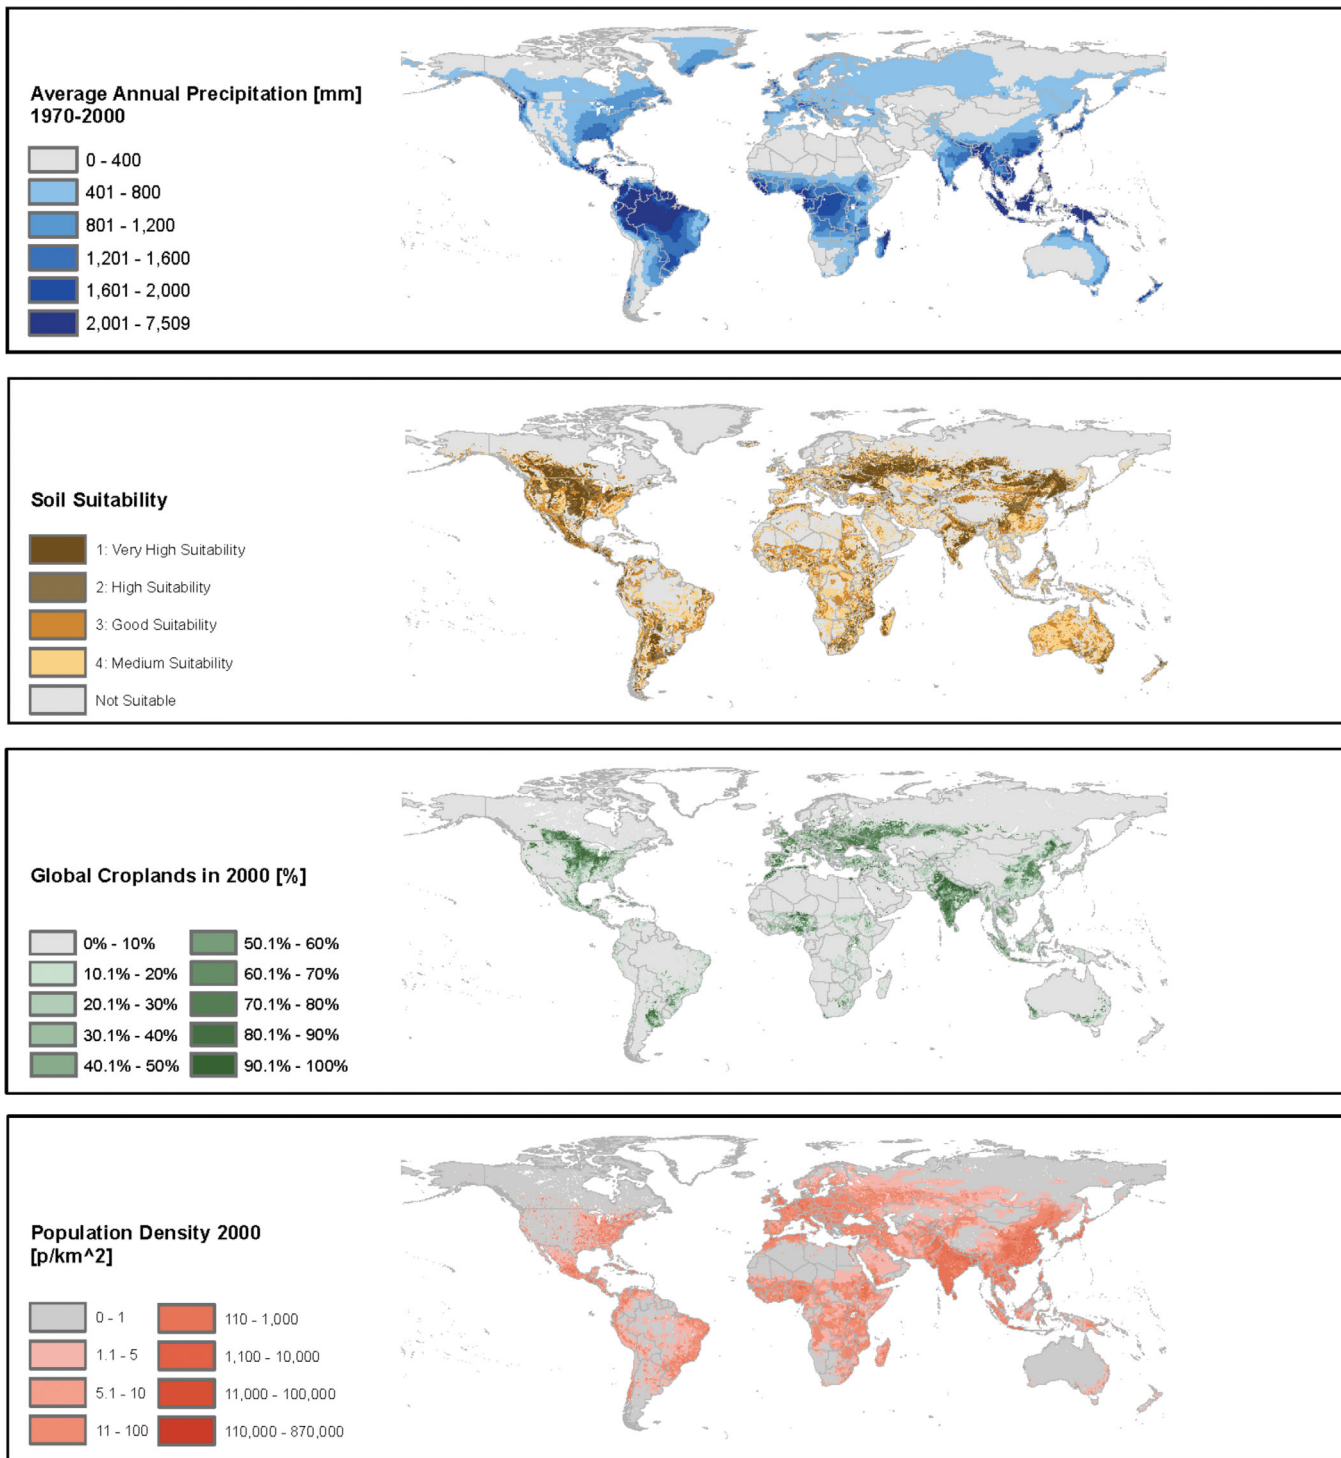 Average Annual Precipitation [mm]
1970-2000
0 - 400
401 - 800
801 - 1,200
1,201 - 1,600
1,601 - 2,000
2,001 - 7,509
Soil Suitability
1: Very High Suitability
2: High Suitability
3: Good Suitability
4: Medium Suitability
Not Suitable
Global Croplands in 2000 [%]
0% - 10%
10.1% - 20%
20.1% - 30%
30.1% - 40%
40.1% - 50%
50.1% - 60%
60.1% - 70%
70.1% - 80%
80.1% - 90%
90.1% - 100%
Population Density 2000
[p/km^2]
0 - 1
1.1 - 5
5.1 - 10
11 - 100
110 - 1,000
1,100 - 10,000
11,000 - 100,000
110,000 - 870,000